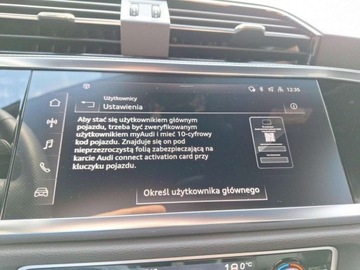 12:35
Użytkownicy
Ustawienia
Aby stać się użytkownikiem głównym
pojazdu, trzeba być zweryfikowanym
użytkownikiem myAudi i mieć 10-cyfrowy
kod pojazdu. Znajduje się on pod
nieprzezroczystą folią zabezpieczającą na
karcie Audi connect activation card przy
kluczyku pojazdu.
Określ użytkownika głównego
18.0°C